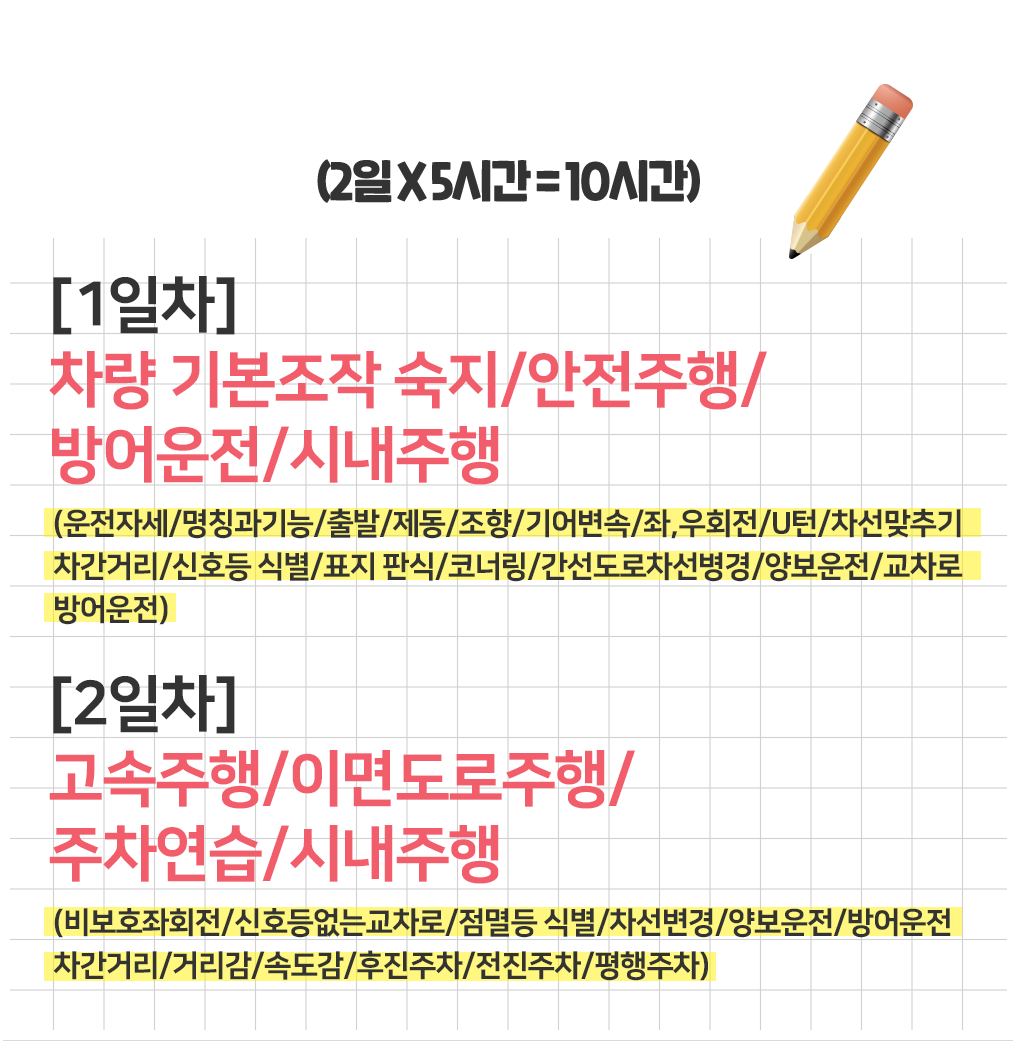 (2일 X 5시간 = 10시간)
[1일차]
차량 기본조작 숙지/안전주행/
방어운전/시내주행
(운전자세/명칭과기능/출발/제동/조향/기어변속/좌,우회전/U턴/차선맞추기
차간거리/신호등 식별/표지 판식/코너링/간선도로차선병경/양보운전/교차로
방어운전)
[2일차]
고속주행/이면도로주행/
주차연습/시내주행
(비보호좌회전/신호등없는교차로/점멸등 식별/차선변경/양보운전/방어운전
차간거리/거리감/속도감/후진주차/전진주차/평행주차)